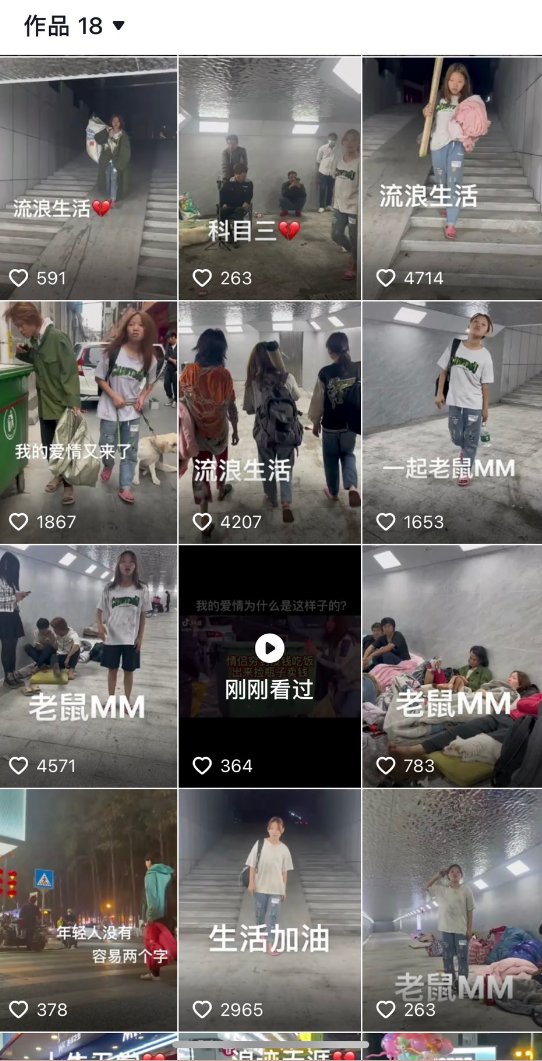 作品 18
流浪生活💔
591
科目三💔
263
流浪生活
4714
我的爱情又来了
1867
流浪生活
4207
一起老鼠MM
1653
老鼠MM
4571
我的爱情为什么是这样子的?
刚刚看过
364
老鼠MM
783
年轻人没有
容易两个字
378
生活加油
2965
老鼠MM
263